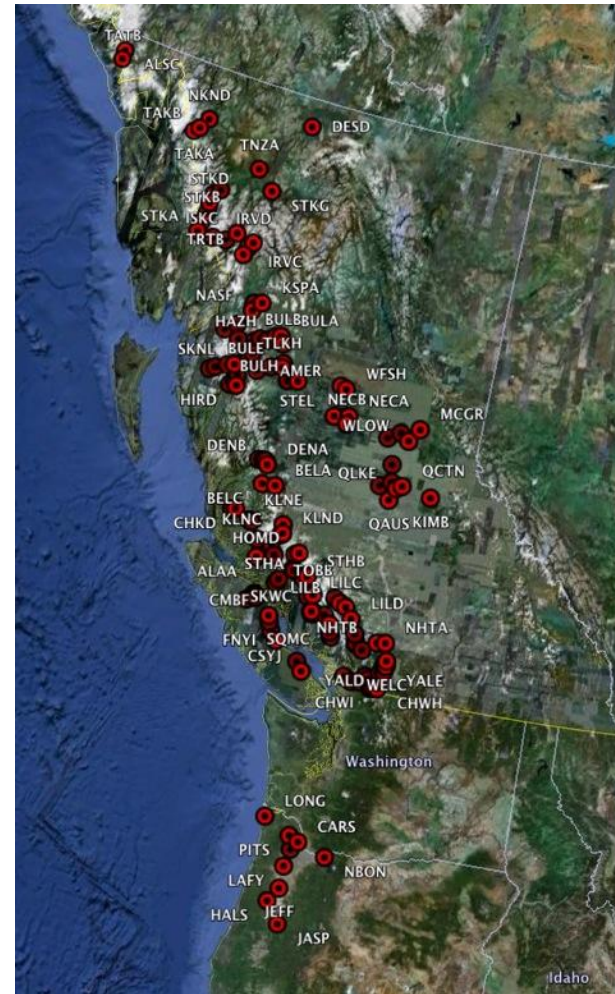 TATB
ALSC
NKND
TAKB
DESD
TAKA
TNZA
STKD
STKB
STKG
STKA
ISKC
IRVD
TRTB
IRVC
KSPA
NASF
HAZH
BULB
BULA
TLKH
SKNL
BULE
BULH
AMER
WFSH
HIRD
STEL
NECB
NECA
MCGR
WLOW
DENB
DENA
BELA
QLKE
QCTN
BELC
KLNE
CHKD
KLNC
KLND
QAUS
KIMB
HOMD
STHB
ALAA
STHA
TOBB
LILC
LILB
CMBF
SKWC
LILD
NHTB
NHTA
FNYI
SQMC
CSYJ
YALD
WELC
YALE
CHWI
CHWH
Washington
LONG
CARS
PITS
NBON
LAFY
HALS
JEFF
JASP
Idaho